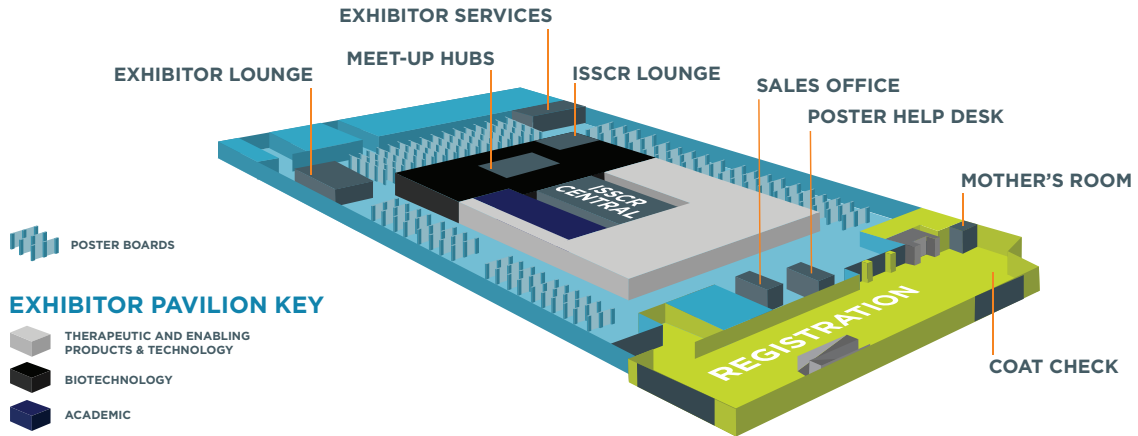 EXHIBITOR SERVICES
MEET-UP HUBS
EXHIBITOR LOUNGE
ISSCR LOUNGE
SALES OFFICE
POSTER HELP DESK
MOTHER'S ROOM
ISSCR
CENTRAL
POSTER BOARDS
EXHIBITOR PAVILION KEY
THERAPEUTIC AND ENABLING
PRODUCTS & TECHNOLOGY
BIOTECHNOLOGY
ACADEMIC
REGISTRATION
COAT CHECK